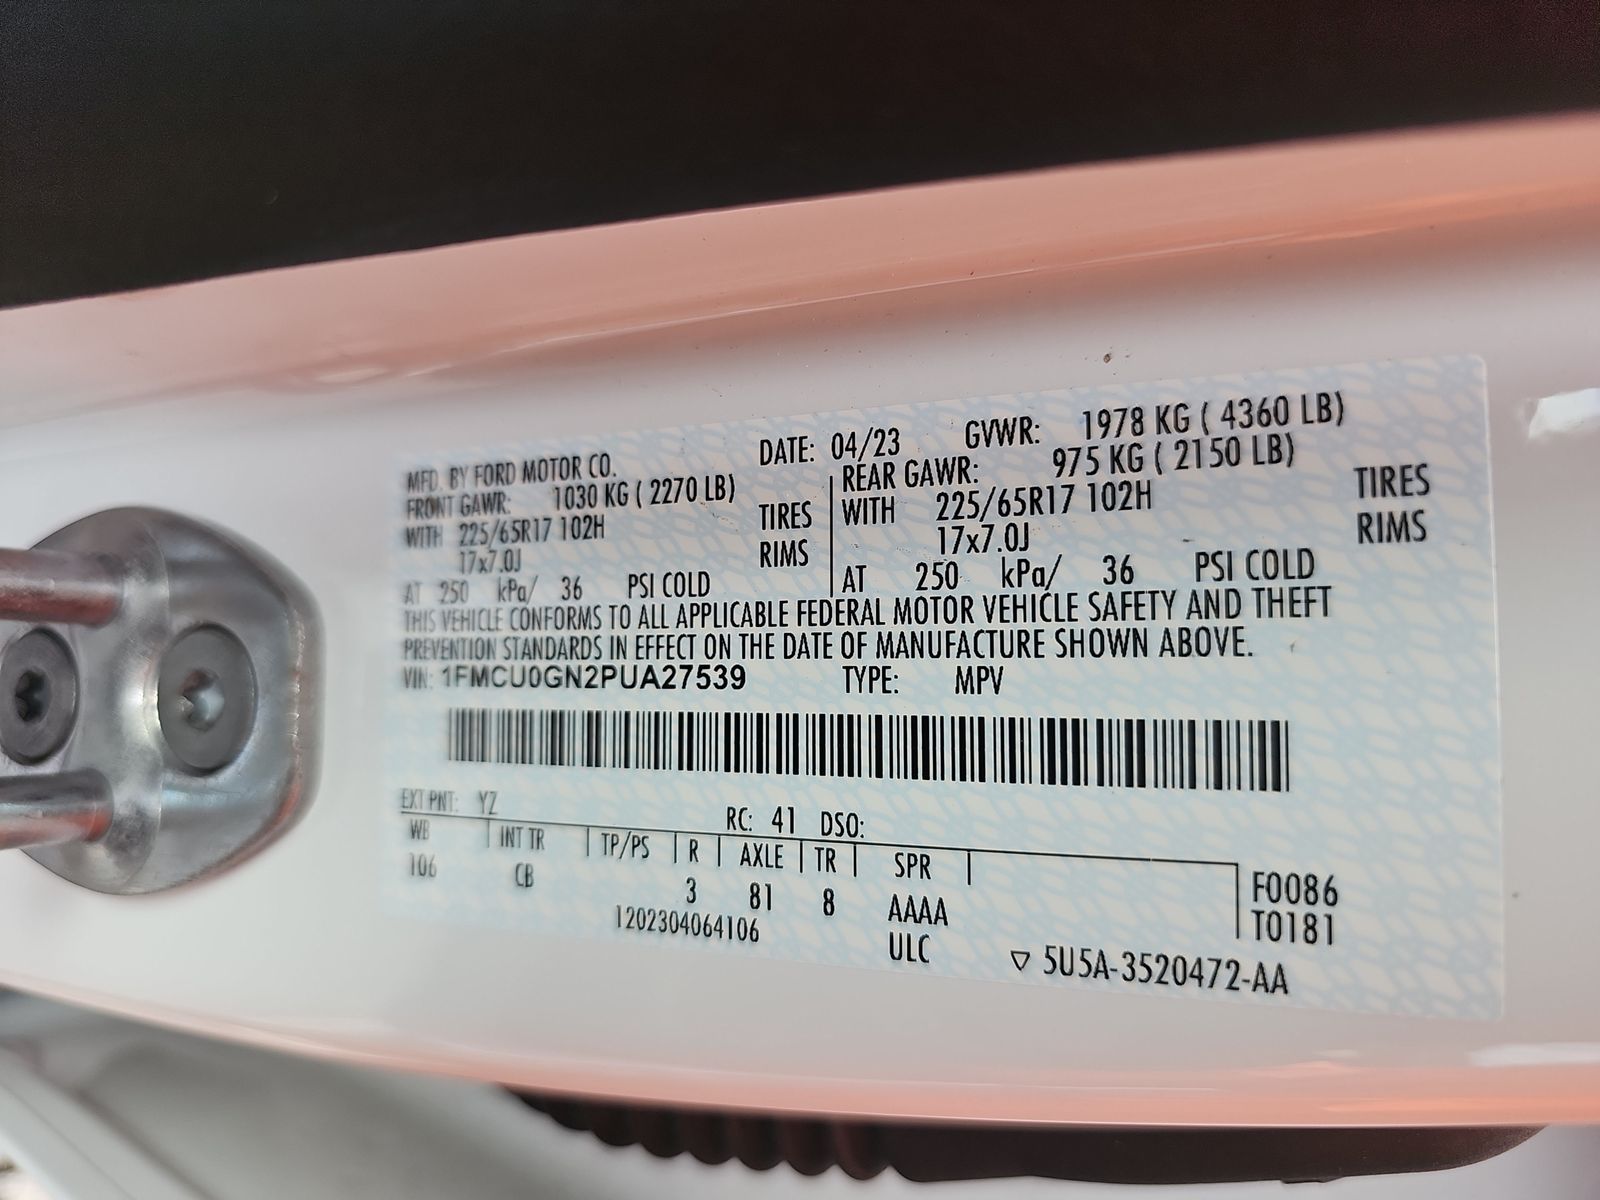 MFD. BY FORD MOTOR CO. DATE: 04/23 GVWR: 1978 KG ( 4360 LB)
FRONT GAWR: 1030 KG ( 2270 LB) REAR GAWR: 975 KG ( 2150 LB)
WITH 225/65R17 102H TIRES WITH 225/65R17 102H TIRES
17x7.0J RIMS 17x7.0J RIMS
AT 250 kPa/ 36 PSI COLD AT 250 kPa/ 36 PSI COLD
THIS VEHICLE CONFORMS TO ALL APPLICABLE FEDERAL MOTOR VEHICLE SAFETY AND THEFT
PREVENTION STANDARDS IN EFFECT ON THE DATE OF MANUFACTURE SHOWN ABOVE.
VIN: 1FMCU0GN2PUA27539 TYPE: MPV
EXT PNT: YZ RC: 41 DSO:
WB INT TR TP/PS R AXLE TR SPR
106 CB 3 81 8 AAAA F0086
1202304064106 ULC T0181
▽ 5U5A-3520472-AA